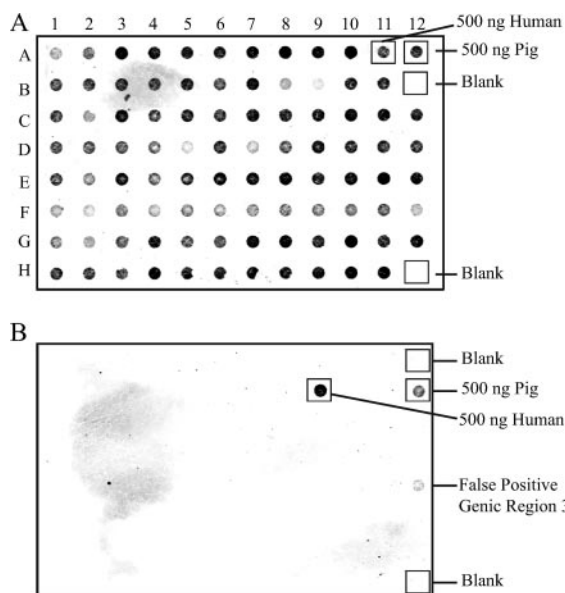 A
1 2 3 4 5 6 7 8 9 10 11 12
500 ng Human
A
500 ng Pig
B
Blank
C
D
E
F
G
H
Blank
B
Blank
500 ng Pig
500 ng Human
False Positive
Genic Region 3
Blank